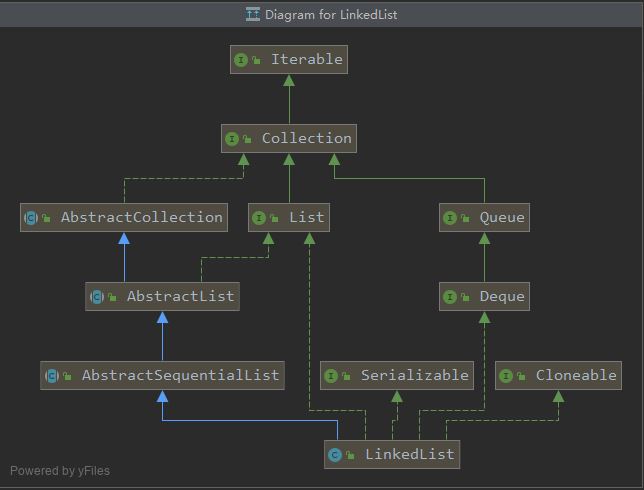 Diagram for LinkedList
Iterable
Collection
AbstractCollection
List
Queue
AbstractList
Deque
AbstractSequentialList
Serializable
Cloneable
LinkedList
Powered by yFiles